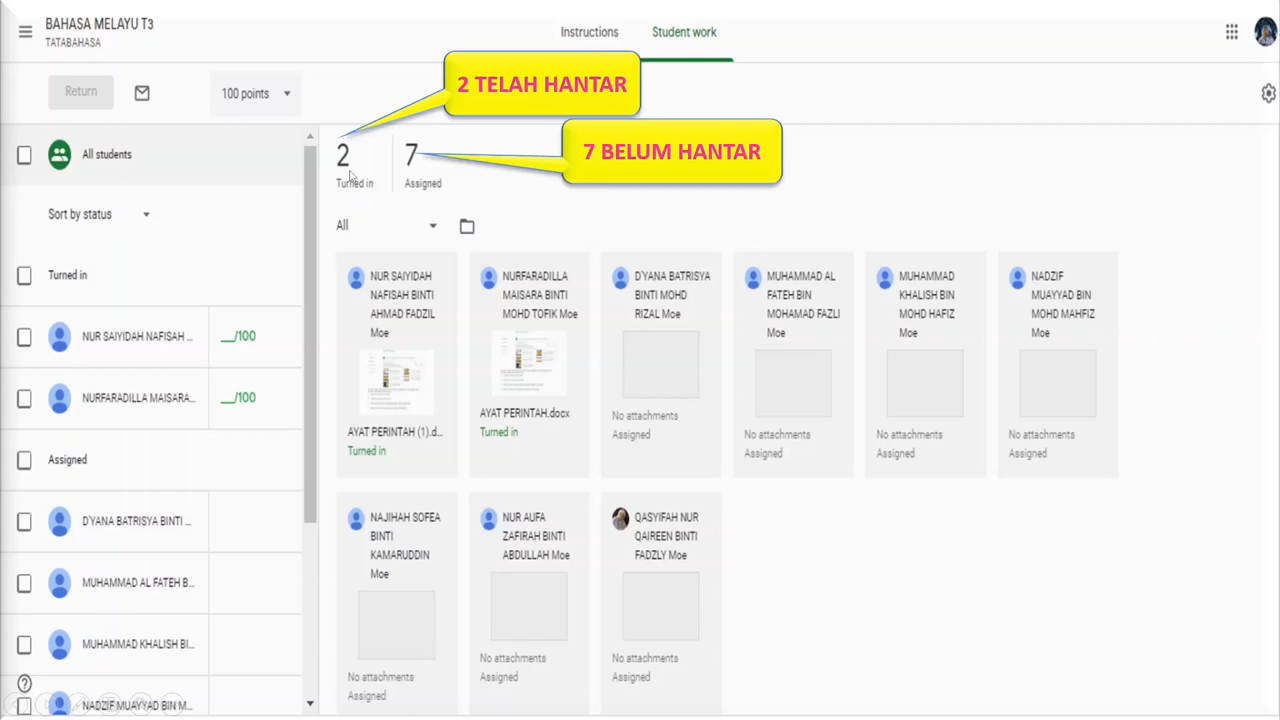 BAHASA MELAYU T3
TATABAHASA
Instructions
Student work
Return
100 points
2 TELAH HANTAR
7 BELUM HANTAR
All students
Sort by status
Turned in
NUR SAIYIDAH NAFISAH ...
__/100
NURFARADILLA MAISARA...
__/100
Assigned
D'YANA BATRISYA BINTI ...
MUHAMMAD AL FATEH B...
MUHAMMAD KHALISH BI...
NADZIF MUAYYAD BIN M...
2
Turned in
7
Assigned
All
NUR SAIYIDAH
NAFISAH BINTI
AHMAD FADZIL
Moe
AYAT PERINTAH (1).d...
Turned in
NURFARADILLA
MAISARA BINTI
MOHD TOFIK Moe
AYAT PERINTAH.docx
Turned in
D'YANA BATRISYA
BINTI MOHD
RIZAL Moe
No attachments
Assigned
MUHAMMAD AL
FATEH BIN
MOHAMAD FAZLI
Moe
No attachments
Assigned
MUHAMMAD
KHALISH BIN
MOHD HAFIZ
Moe
No attachments
Assigned
NADZIF
MUAYYAD BIN
MOHD MAHFIZ
Moe
No attachments
Assigned
NAJIHAH SOFEA
BINTI
KAMARUDDIN
Moe
No attachments
Assigned
NUR AUFA
ZAFIRAH BINTI
ABDULLAH Moe
No attachments
Assigned
QASYIFAH NUR
QAIREEN BINTI
FADZLY Moe
No attachments
Assigned